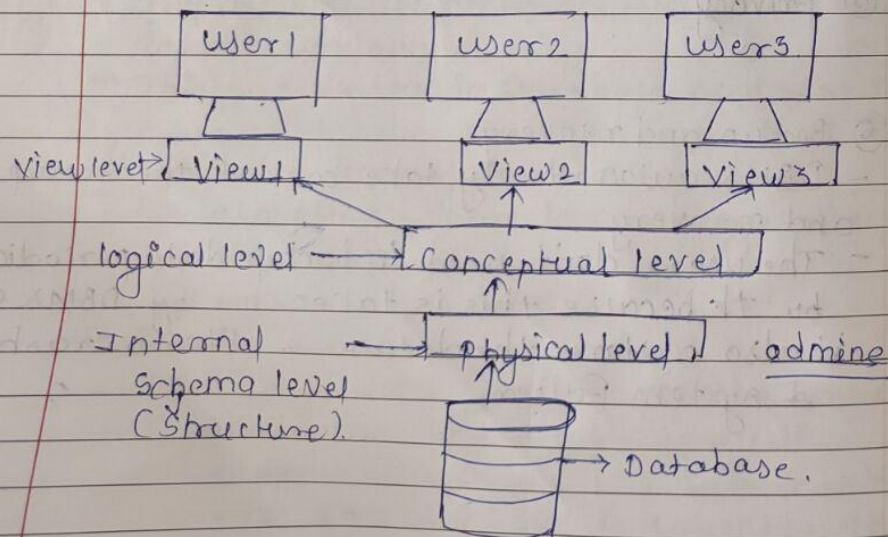 User1 User2 User3
View level View1 View2 View3
logical level conceptual level
Internal physical level admine
schema level
(Structure).
Database.